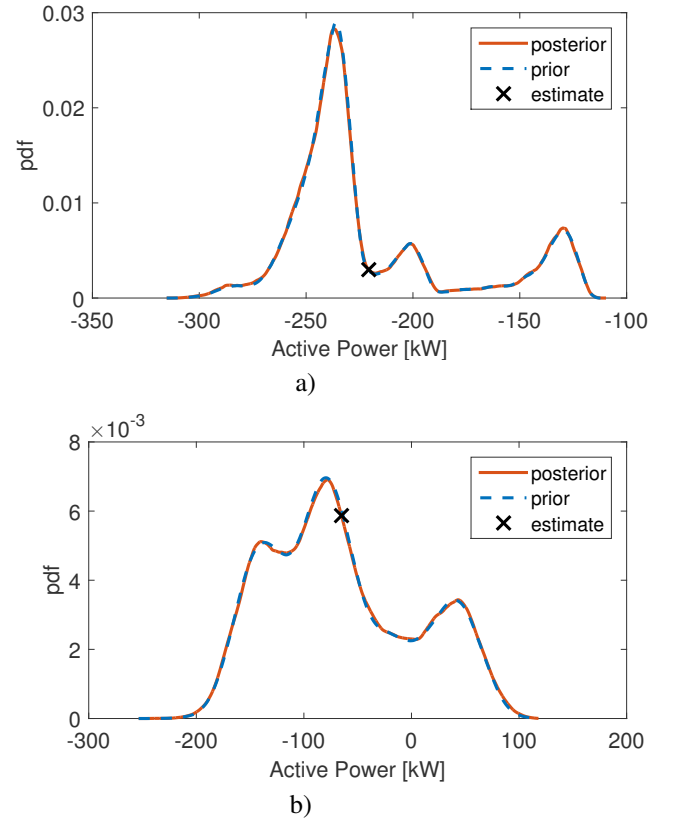 0.03
0.02
0.01
0
pdf
-350
-300
-250
-200
-150
-100
Active Power [kW]
posterior
prior
estimate
a)
×10⁻³
8
6
4
2
0
pdf
-300
-200
-100
0
100
200
Active Power [kW]
posterior
prior
estimate
b)